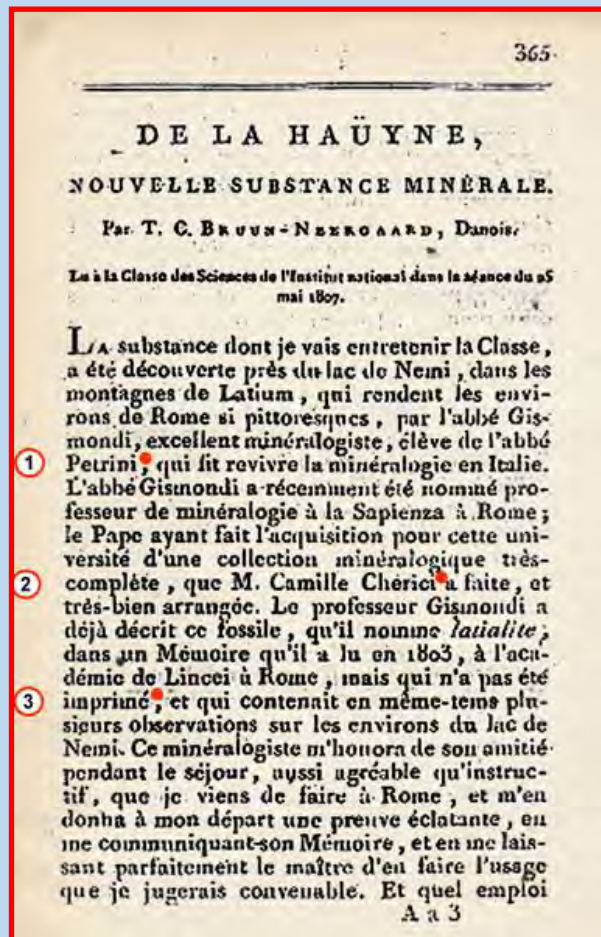 365
DE LA HAÜYNE,
NOUVELLE SUBSTANCE MINÉRALE.
Par T. C. BRUUN-NEERGAARD, Danois.
Lu à la Classe des Sciences de l'Institut national dans la séance du 25
mai 1807.
LA substance dont je vais entretenir la Classe,
a été découverte près du lac de Nemi, dans les
montagnes de Latium, qui rendent les envi-
rons de Rome si pittoresques, par l'abbé Gis-
mondi, excellent minéralogiste, élève de l'abbé
1 Petrini, qui fit revivre la minéralogie en Italie.
L'abbé Gismondi a récemment été nommé pro-
fesseur de minéralogie à la Sapienza à Rome;
le Pape ayant fait l'acquisition pour cette uni-
versité d'une collection minéralogique très-
2 complète, que M. Camille Chérici a faite, et
très-bien arrangée. Le professeur Gismondi a
déjà décrit ce fossile, qu'il nomme latialite,
dans un Mémoire qu'il a lu en 1803, à l'aca-
démie de Lincei à Rome, mais qui n'a pas été
3 imprimé, et qui contenait en même-tems plu-
sieurs observations sur les environs du lac de
Nemi. Ce minéralogiste m'honora de son amitié
pendant le séjour, aussi agréable qu'instruc-
tif, que je viens de faire à Rome, et m'en
donna à mon départ une preuve éclatante, en
me communiquant son Mémoire, et en me lais-
sant parfaitement le maître d'en faire l'usage
que je jugerais convenable. Et quel emploi
A a 3